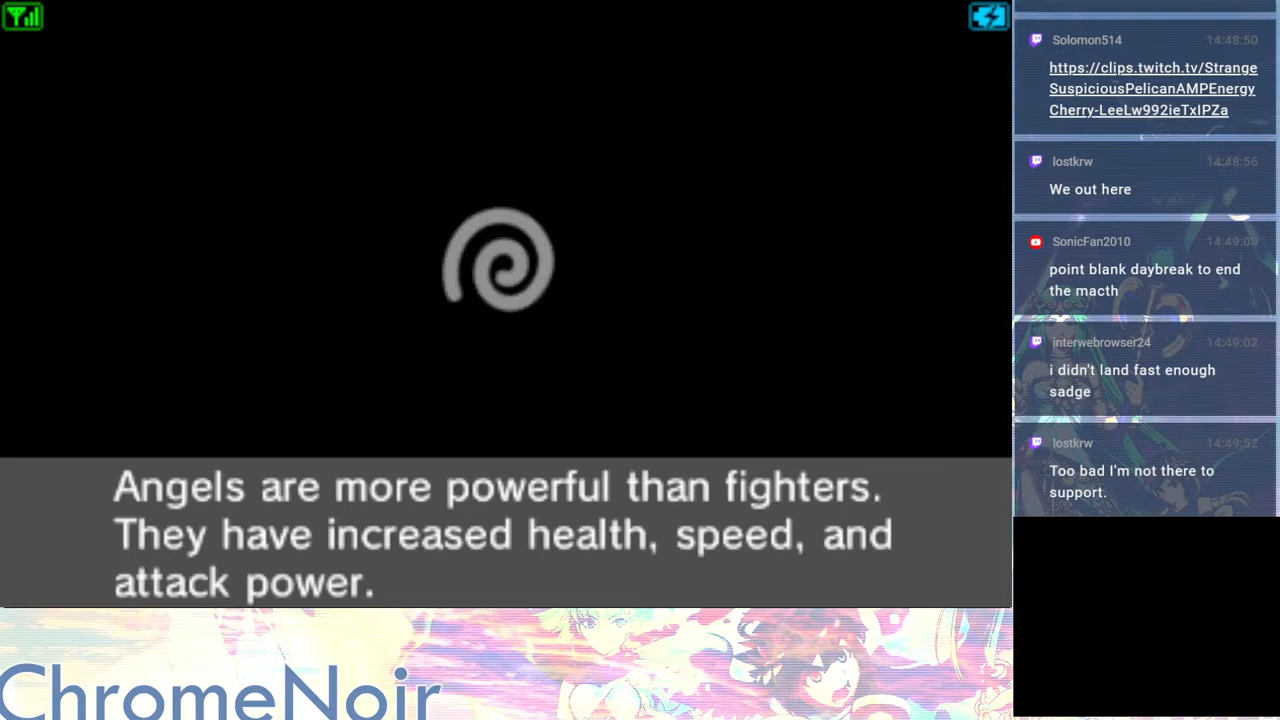 Angels are more powerful than fighters.
They have increased health, speed, and
attack power.
ChromeNoir
Solomon514 14:48:50
https://clips.twitch.tv/Strange
SuspiciousPelicanAMPEnergy
Cherry-LeeLw992ieTxIPZa
lostkrw 14:48:56
We out here
SonicFan2010 14:49:00
point blank daybreak to end
the macth
interwebrowser24 14:49:02
i didn't land fast enough
sadge
lostkrw 14:49:52
Too bad I'm not there to
support.